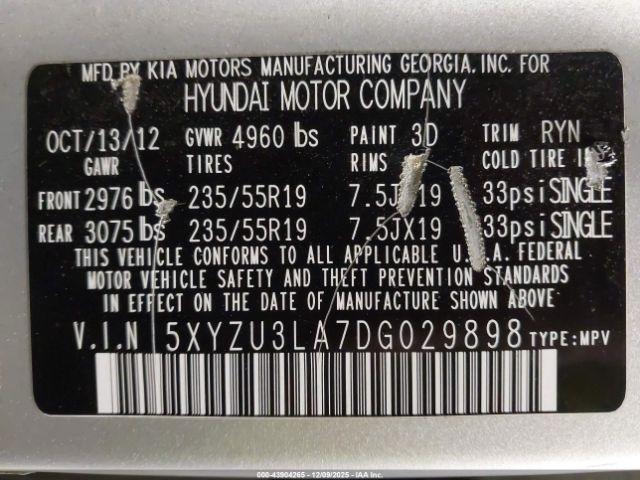 MFD BY KIA MOTORS MANUFACTURING GEORGIA, INC. FOR
HYUNDAI MOTOR COMPANY
OCT/13/12 GVWR 4960 lbs PAINT 3D TRIM RYN
GAWR TIRES RIMS COLD TIRE
FRONT 2976 lbs 235/55R19 7.5JX19 33psi SINGLE
REAR 3075 lbs 235/55R19 7.5JX19 33psi SINGLE
THIS VEHICLE CONFORMS TO ALL APPLICABLE U.S.A. FEDERAL
MOTOR VEHICLE SAFETY AND THEFT PREVENTION STANDARDS
IN EFFECT ON THE DATE OF MANUFACTURE SHOWN ABOVE
V.I.N 5XYZU3LA7DG029898 TYPE:MPV
000-43904265 - 12/09/2025 - IAA Inc.